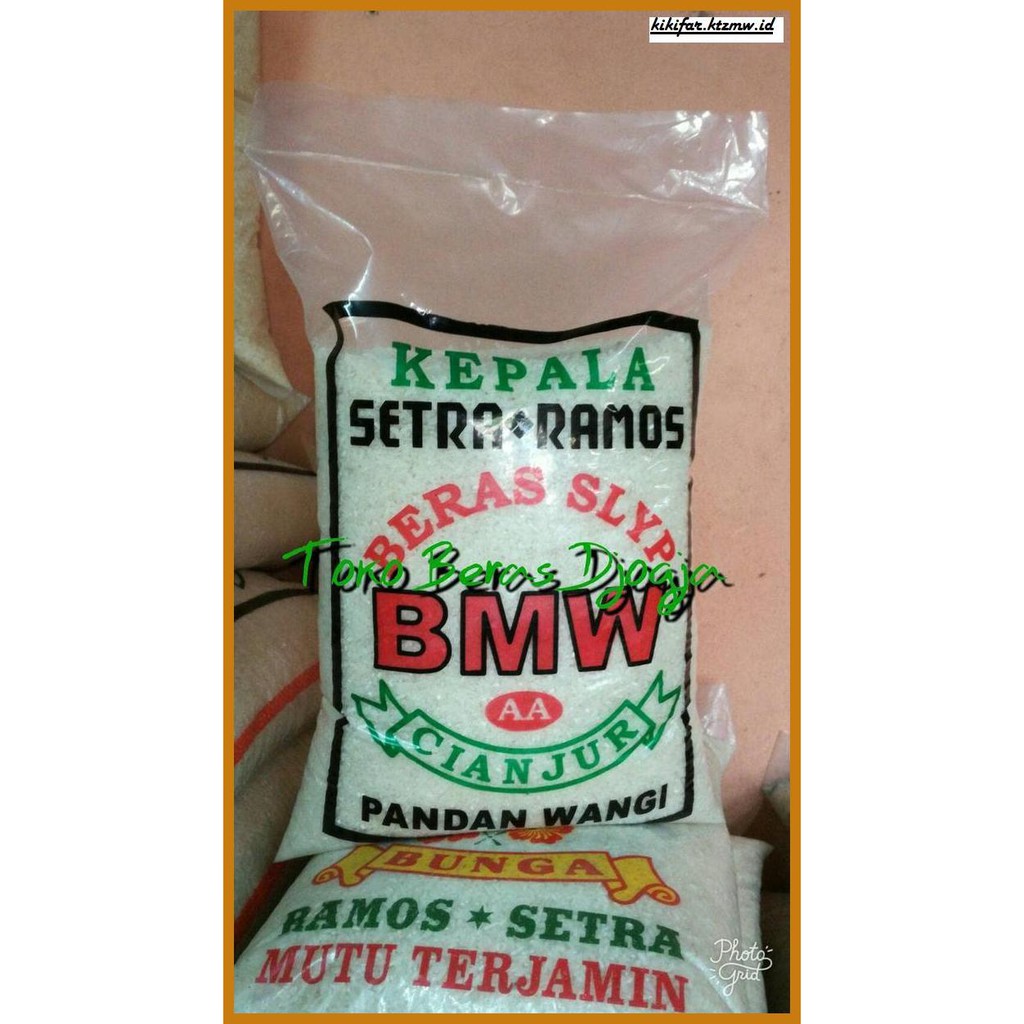 kikifar.ktzmw.id
KEPALA
SETRA RAMOS
BERAS SLYP
Toko Beras Djogja
BMW
AA
CIANJUR
PANDAN WANGI
BUNGA
RAMOS SETRA
MUTU TERJAMIN
Photo
Grid